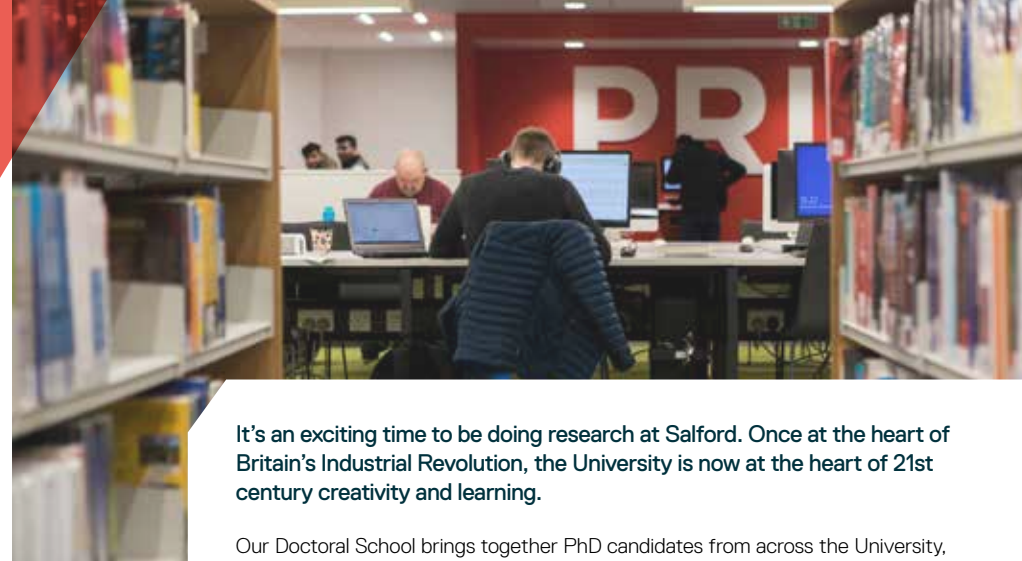 PRI
It's an exciting time to be doing research at Salford. Once at the heart of
Britain's Industrial Revolution, the University is now at the heart of 21st
century creativity and learning.
Our Doctoral School brings together PhD candidates from across the University,